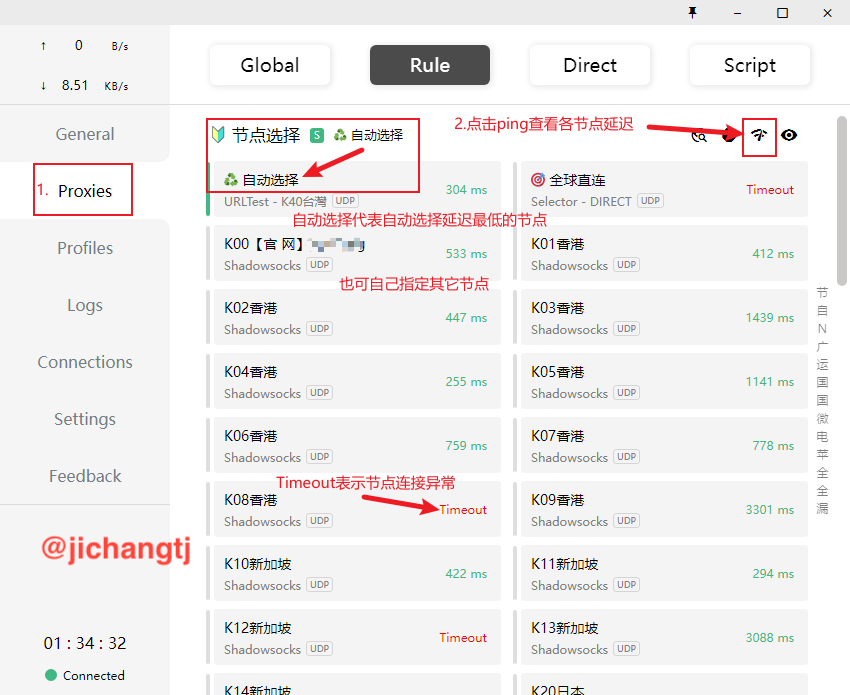 ↑ 0 B/s
↓ 8.51 KB/s
General
1. Proxies
Profiles
Logs
Connections
Settings
Feedback
@jichangtj
01 : 34 : 32
Connected
Global Rule Direct Script
节点选择 S 自动选择
2.点击ping查看各节点延迟
自动选择
URLTest - K40台灣 UDP
304 ms
全球直连
Selector - DIRECT UDP
Timeout
自动选择代表自动选择延迟最低的节点
K00【官 网】
Shadowsocks UDP
533 ms
K01香港
Shadowsocks UDP
412 ms
也可自己指定其它节点
K02香港
Shadowsocks UDP
447 ms
K03香港
Shadowsocks UDP
1439 ms
K04香港
Shadowsocks UDP
255 ms
K05香港
Shadowsocks UDP
1141 ms
K06香港
Shadowsocks UDP
759 ms
K07香港
Shadowsocks UDP
778 ms
Timeout表示节点连接异常
K08香港
Shadowsocks UDP
Timeout
K09香港
Shadowsocks UDP
3301 ms
K10新加坡
Shadowsocks UDP
422 ms
K11新加坡
Shadowsocks UDP
294 ms
K12新加坡
Shadowsocks UDP
Timeout
K13新加坡
Shadowsocks UDP
3088 ms
K14新加坡
K20日本
节
自
N
广
运
国
国
微
电
苹
全
全
漏